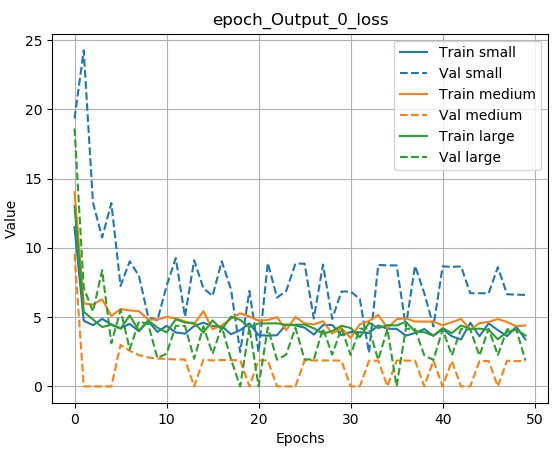 epoch_Output_0_loss
25
20
15
10
5
0
Value
Train small
Val small
Train medium
Val medium
Train large
Val large
0 10 20 30 40 50
Epochs